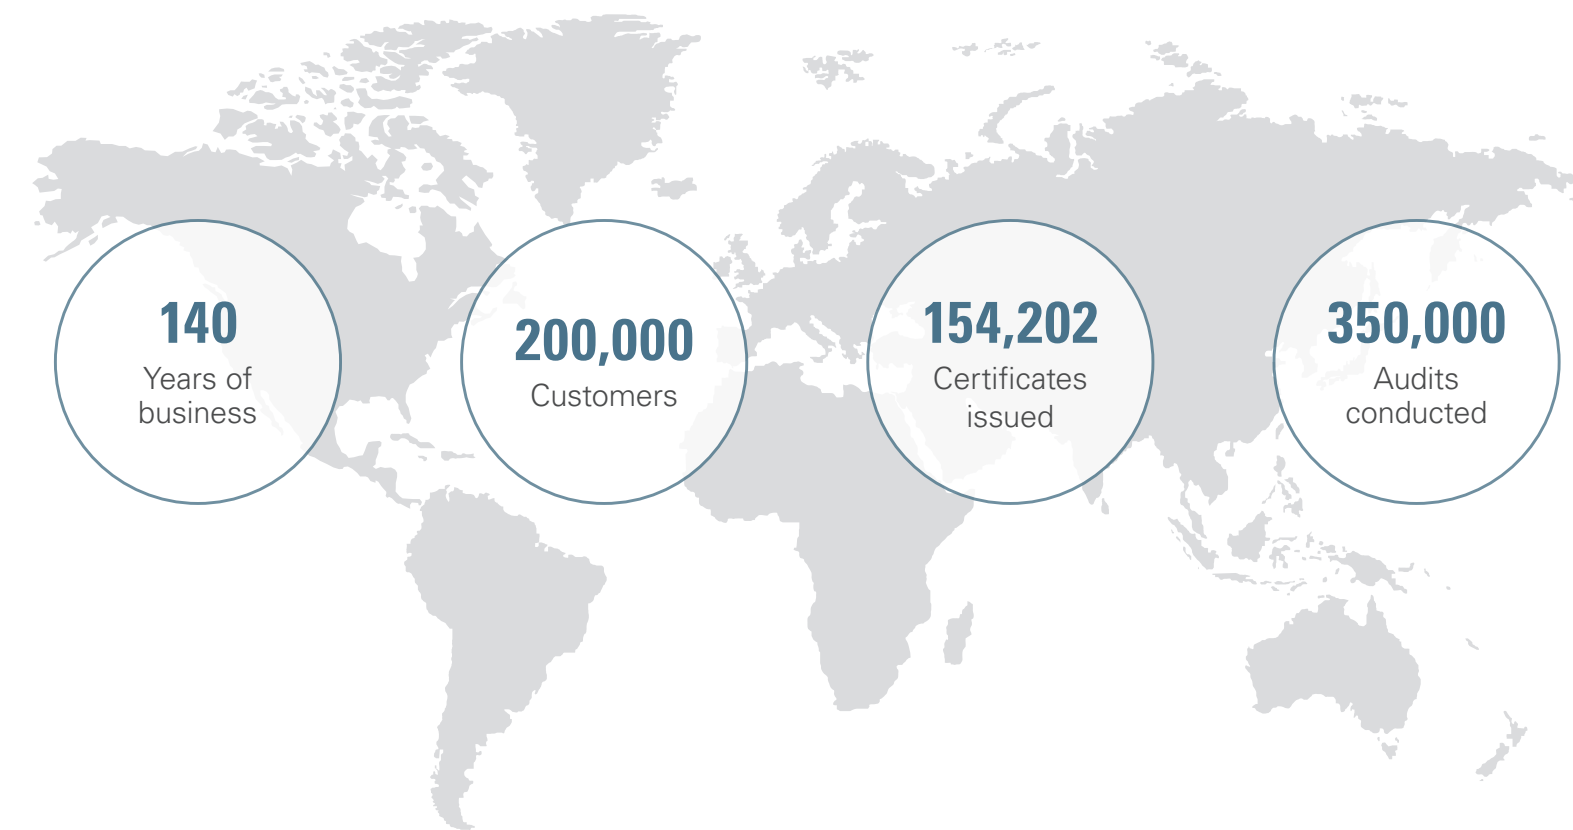 140
Years of
business
200,000
Customers
154,202
Certificates
issued
350,000
Audits
conducted